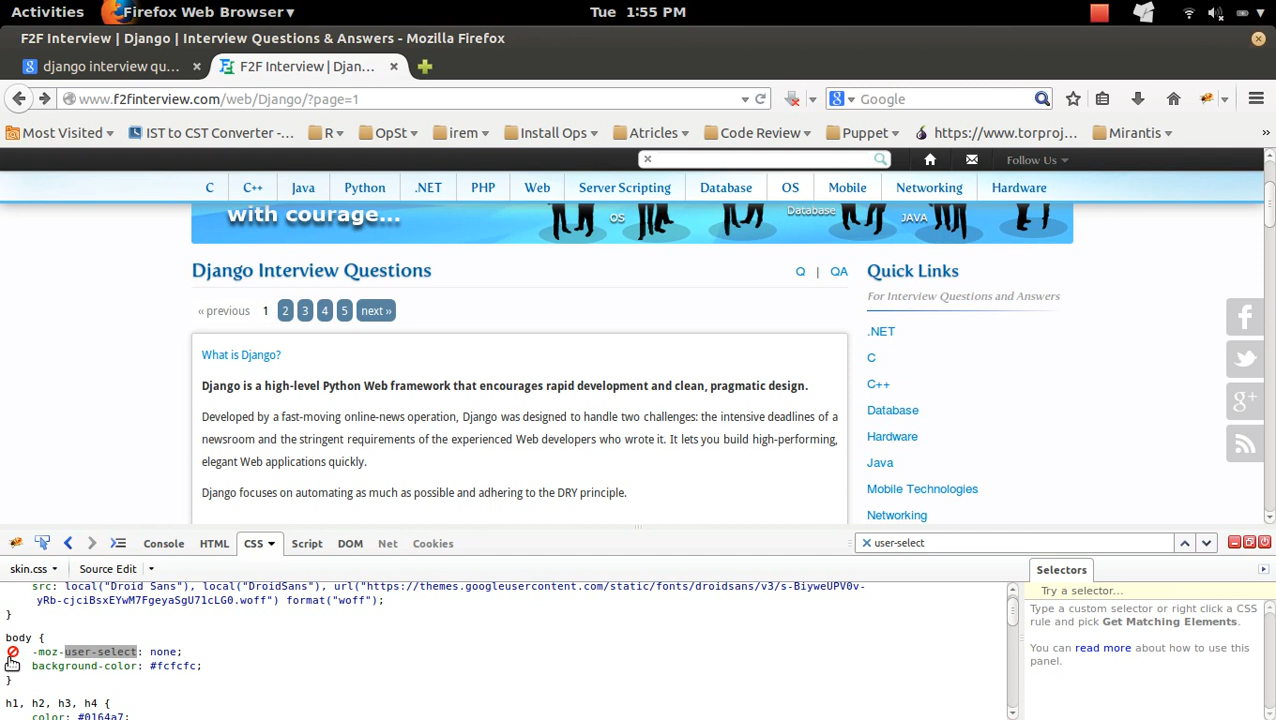 Activities Firefox Web Browser ▾ Tue 1:55 PM
F2F Interview | Django | Interview Questions & Answers - Mozilla Firefox
django interview qu... × F2F Interview | Djan... ×
www.f2finterview.com/web/Django/?page=1 Google
Most Visited IST to CST Converter -... R OpSt irem Install Ops Atricles Code Review Puppet https://www.torproj... Mirantis »
Follow Us
C C++ Java Python .NET PHP Web Server Scripting Database OS Mobile Networking Hardware
with courage... OS Database JAVA
Django Interview Questions Q | QA Quick Links
For Interview Questions and Answers
« previous 1 2 3 4 5 next ››
.NET
What is Django?
C
Django is a high-level Python Web framework that encourages rapid development and clean, pragmatic design.
C++
Developed by a fast-moving online-news operation, Django was designed to handle two challenges: the intensive deadlines of a
Database
newsroom and the stringent requirements of the experienced Web developers who wrote it. It lets you build high-performing,
Hardware
elegant Web applications quickly.
Java
Django focuses on automating as much as possible and adhering to the DRY principle.
Mobile Technologies
Networking
Console HTML CSS ▾ Script DOM Net Cookies user-select
skin.css ▾ Source Edit ▾ Selectors
src: local("Droid Sans"), local("DroidSans"), url("https://themes.googleusercontent.com/static/fonts/droidsans/v3/s-BiyweUPV0v-
yRb-cjciBsxEYwM7FgeyaSgU71cLG0.woff") format("woff");
}
body {
-moz-user-select: none;
background-color: #fcfcfc;
}
h1, h2, h3, h4 {
color: #0164a7;
Try a selector...
Type a custom selector or right click a CSS
rule and pick Get Matching Elements.
You can read more about how to use this
panel.